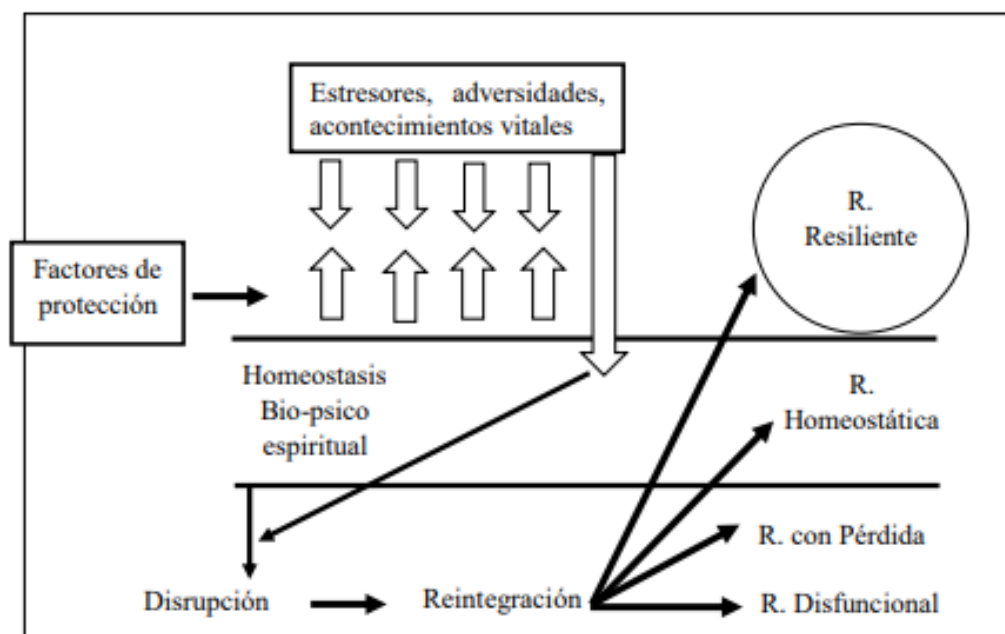 Estresores, adversidades,
acontecimientos vitales
R.
Resiliente
Factores de
protección
Homeostasis
Bio-psico
espiritual
R.
Homeostática
R. con Pérdida
Disrupción
Reintegración
R. Disfuncional